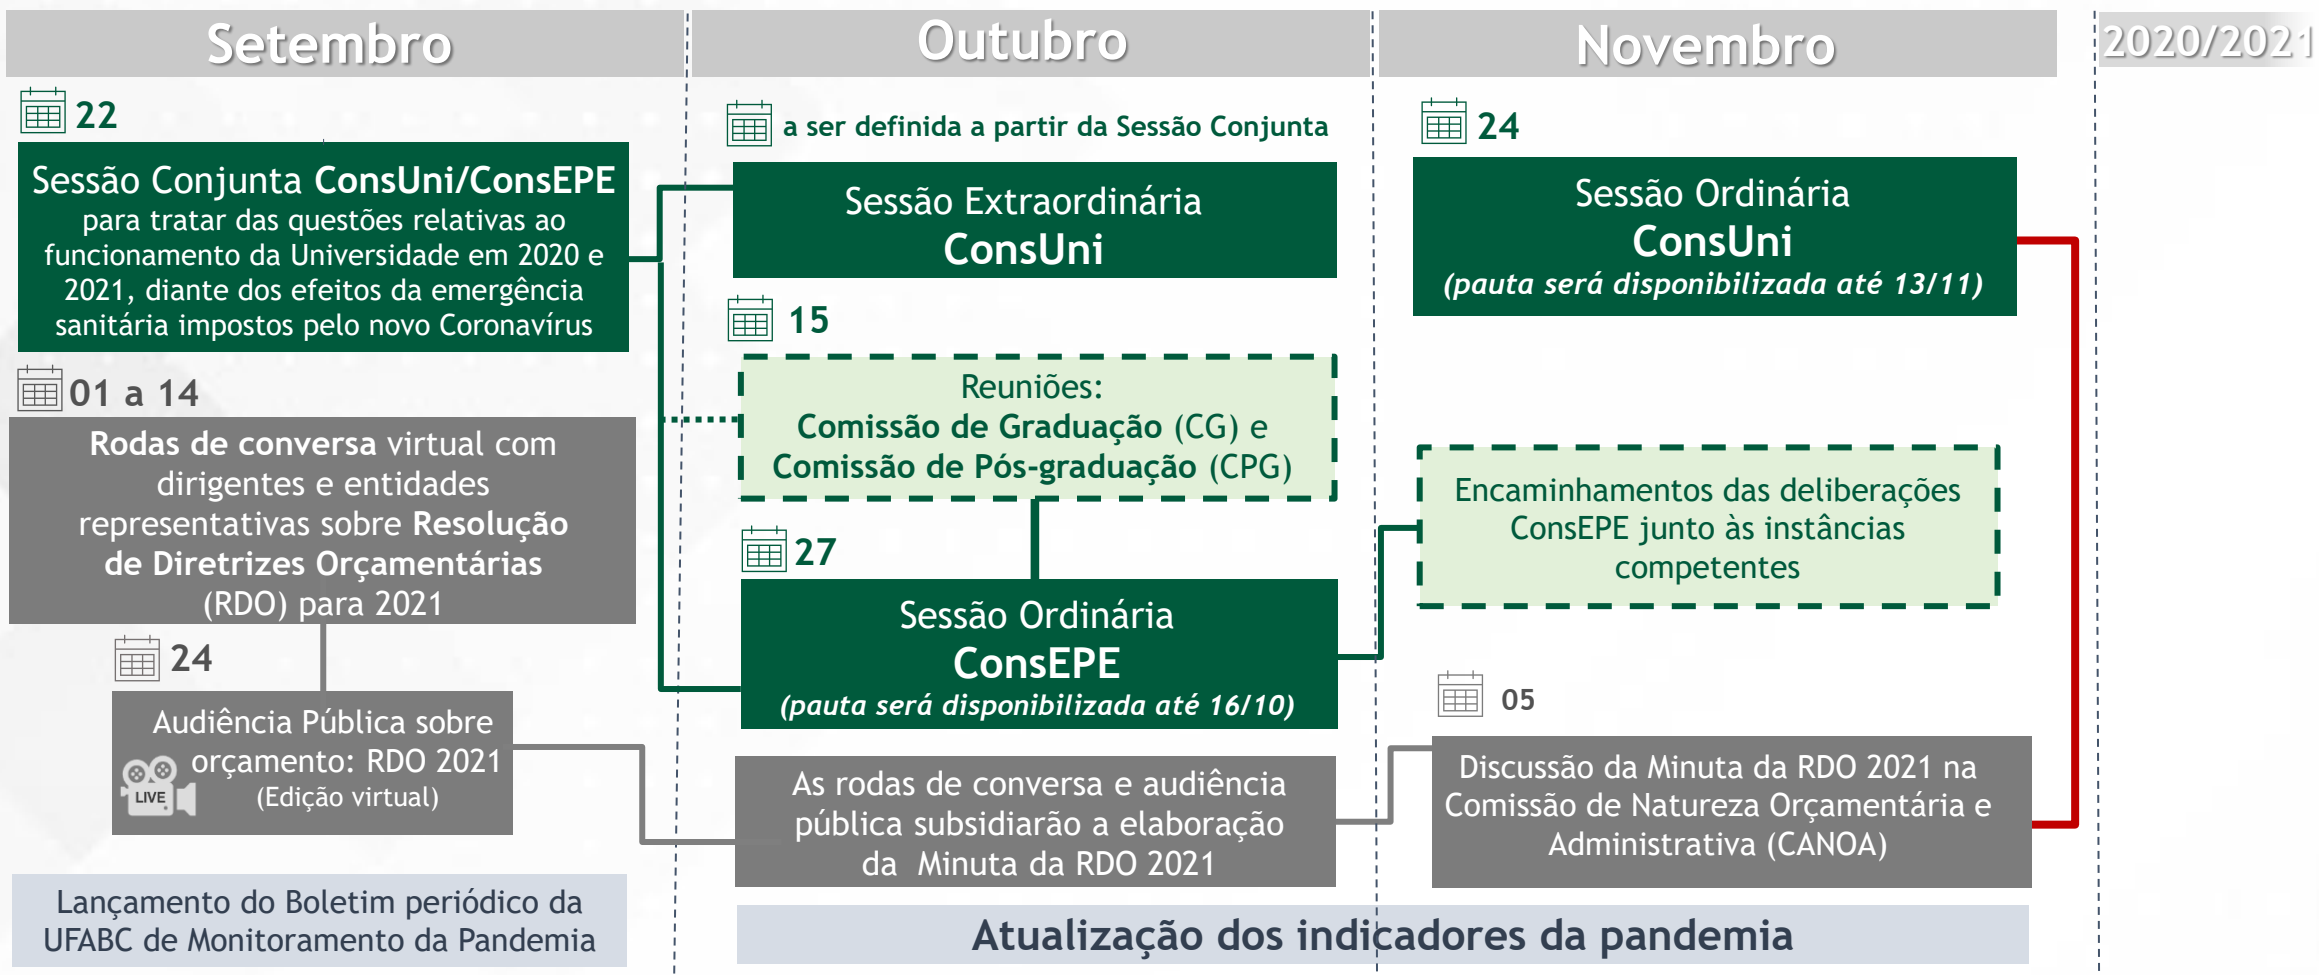 Setembro
Outubro
Novembro
2020/2021
22
Sessão Conjunta ConsUni/ConsEPE
para tratar das questões relativas ao
funcionamento da Universidade em 2020 e
2021, diante dos efeitos da emergência
sanitária impostos pelo novo Coronavírus
01 a 14
Rodas de conversa virtual com
dirigentes e entidades
representativas sobre Resolução
de Diretrizes Orçamentárias
(RDO) para 2021
24
Audiência Pública sobre
orçamento: RDO 2021
(Edição virtual)
LIVE
Lançamento do Boletim periódico da
UFABC de Monitoramento da Pandemia
a ser definida a partir da Sessão Conjunta
Sessão Extraordinária
ConsUni
15
Reuniões:
Comissão de Graduação (CG) e
Comissão de Pós-graduação (CPG)
27
Sessão Ordinária
ConsEPE
(pauta será disponibilizada até 16/10)
As rodas de conversa e audiência
pública subsidiarão a elaboração
da Minuta da RDO 2021
24
Sessão Ordinária
ConsUni
(pauta será disponibilizada até 13/11)
Encaminhamentos das deliberações
ConsEPE junto às instâncias
competentes
05
Discussão da Minuta da RDO 2021 na
Comissão de Natureza Orçamentária e
Administrativa (CANOA)
Atualização dos indicadores da pandemia